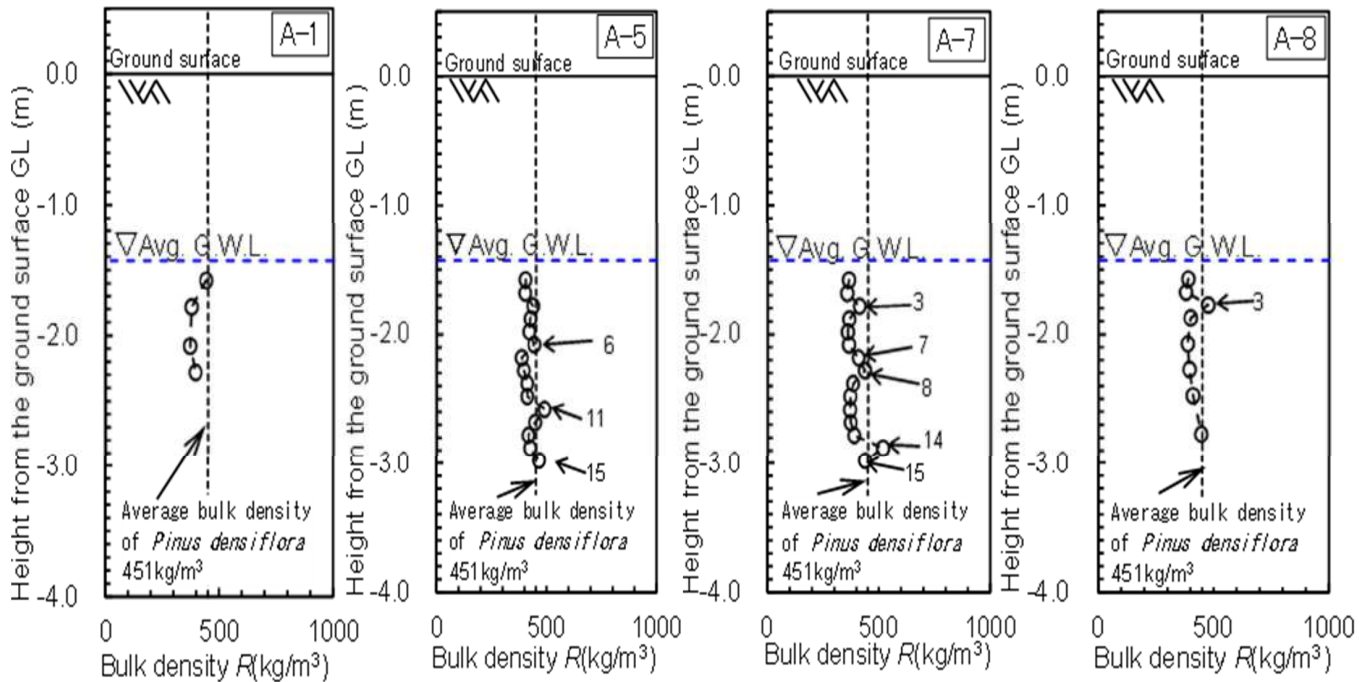 A-1
Ground surface
Height from the ground surface GL (m)
0.0
-1.0
-2.0
-3.0
-4.0
Avg. G.W.L.
Average bulk density
of Pinus densiflora
451kg/m³
0 500 1000
Bulk density R(kg/m³)
A-5
Ground surface
Height from the ground surface GL (m)
0.0
-1.0
-2.0
-3.0
-4.0
Avg. G.W.L.
6
11
15
Average bulk density
of Pinus densiflora
451kg/m³
0 500 1000
Bulk density R(kg/m³)
A-7
Ground surface
Height from the ground surface GL (m)
0.0
-1.0
-2.0
-3.0
-4.0
Avg. G.W.L.
3
7
8
14
15
Average bulk density
of Pinus densiflora
451kg/m³
0 500 1000
Bulk density R(kg/m³)
A-8
Ground surface
Height from the ground surface GL (m)
0.0
-1.0
-2.0
-3.0
-4.0
Avg. G.W.L.
3
Average bulk density
of Pinus densiflora
451kg/m³
0 500 1000
Bulk density R(kg/m³)